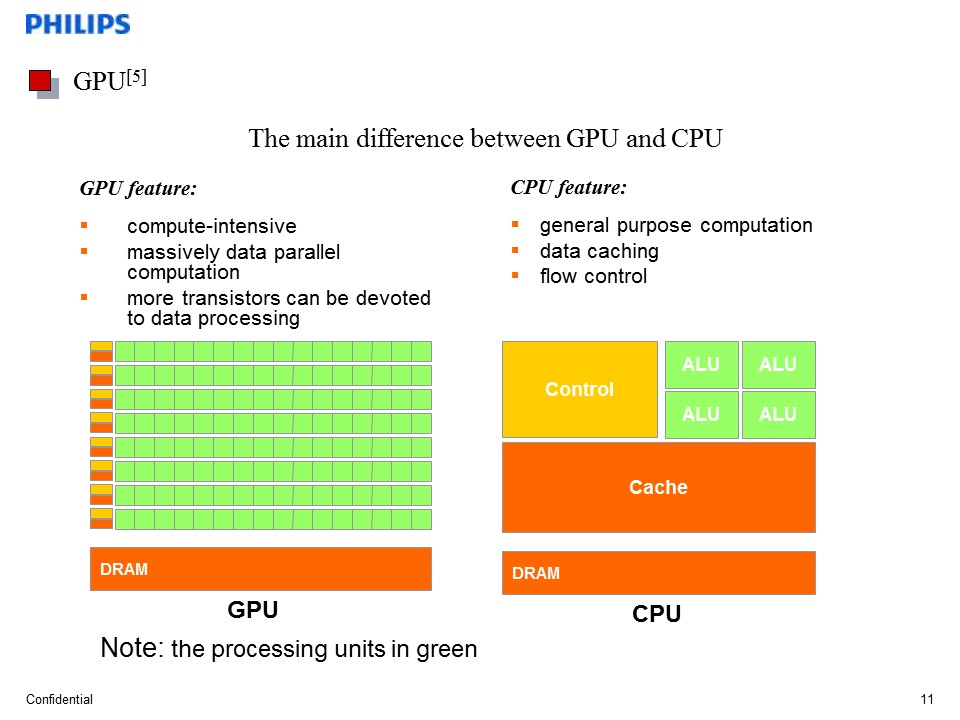 PHILIPS
GPU[5]
The main difference between GPU and CPU
GPU feature:
compute-intensive
massively data parallel
computation
more transistors can be devoted
to data processing
CPU feature:
general purpose computation
data caching
flow control
DRAM
GPU
Control
ALU ALU
ALU ALU
Cache
DRAM
CPU
Note: the processing units in green
Confidential
11